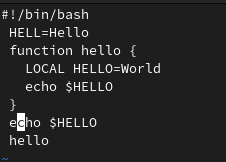 #!/bin/bash
HELL=Hello
function hello {
LOCAL HELLO=World
echo $HELLO
}
echo $HELLO
hello
~